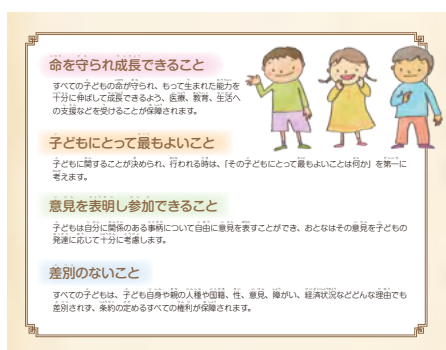 命を守られ成長できること
すべての子どもの命が守られ、もって生まれた能力を
十分に伸ばして成長できるよう、医療、教育、生活へ
の支援などを受けることが保障されます。
子どもにとって最もよいこと
子どもに関することが決められ、行われる時は、「その子どもにとって最もよいことは何か」を第一に
考えます。
意見を表明し参加できること
子どもは自分に関係のある事柄について自由に意見を表すことができ、おとなはその意見を子どもの
発達に応じて十分に考慮します。
差別のないこと
すべての子どもは、子ども自身や親の人種や国籍、性、意見、障がい、経済状況などどんな理由でも
差別されず、条約の定めるすべての権利が保障されます。